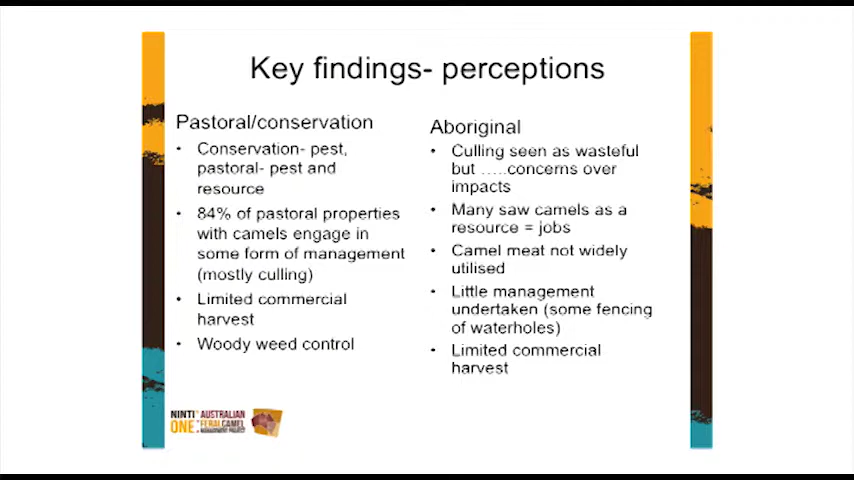 Key findings- perceptions
Pastoral/conservation
• Conservation- pest,
pastoral- pest and
resource
• 84% of pastoral properties
with camels engage in
some form of management
(mostly culling)
• Limited commercial
harvest
• Woody weed control
Aboriginal
• Culling seen as wasteful
but …..concerns over
impacts
• Many saw camels as a
resource = jobs
• Camel meat not widely
utilised
• Little management
undertaken (some fencing
of waterholes)
• Limited commercial
harvest
NINTI
ONE
AUSTRALIAN
FERAL CAMEL
MANAGEMENT PROJECT